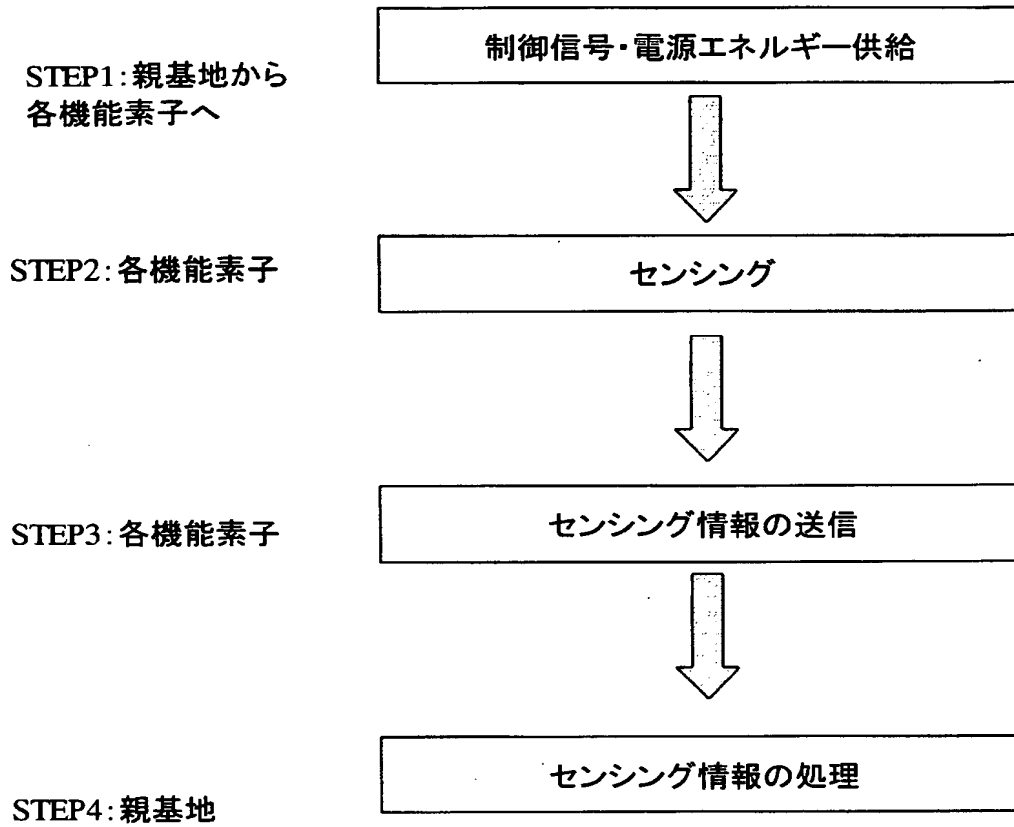 制御信号・電源エネルギー供給
STEP1:親基地から
各機能素子へ
センシング
STEP2:各機能素子
センシング情報の送信
STEP3:各機能素子
センシング情報の処理
STEP4:親基地